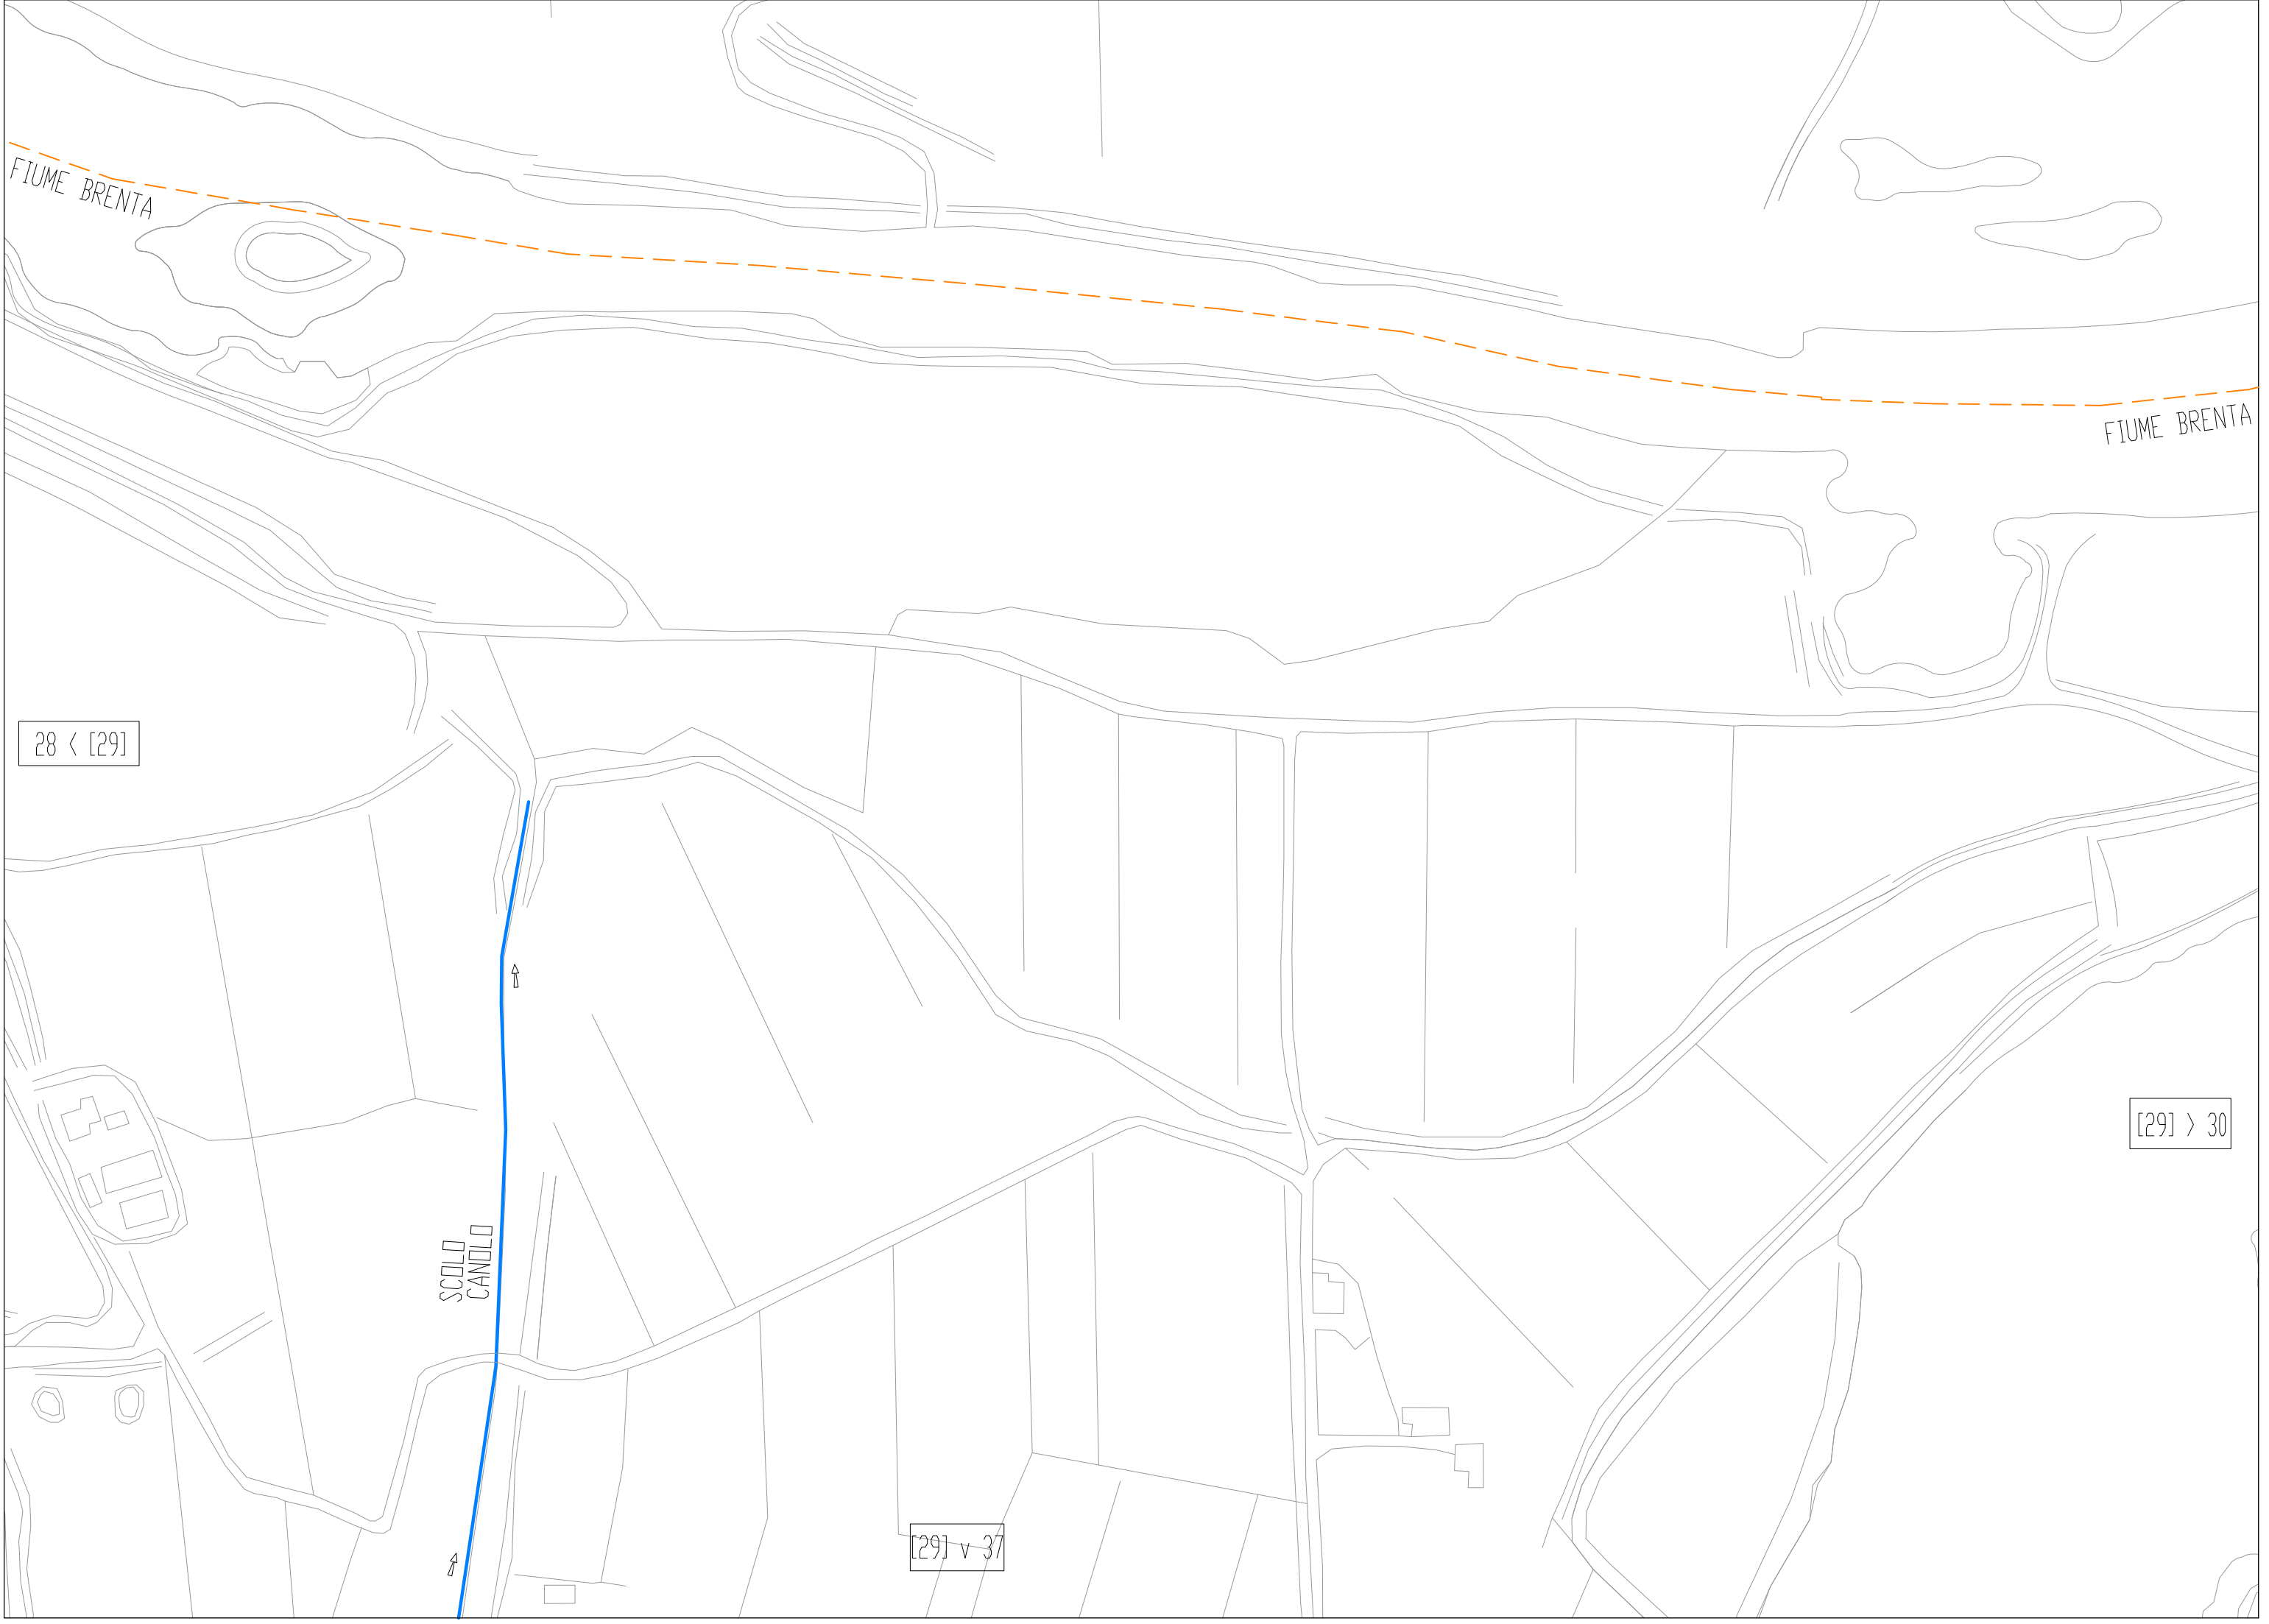 FIUME BRENTA
FIUME BRENTA
28 < [29]
[29] > 30
SCOLO
CANOLO
[29] v 37